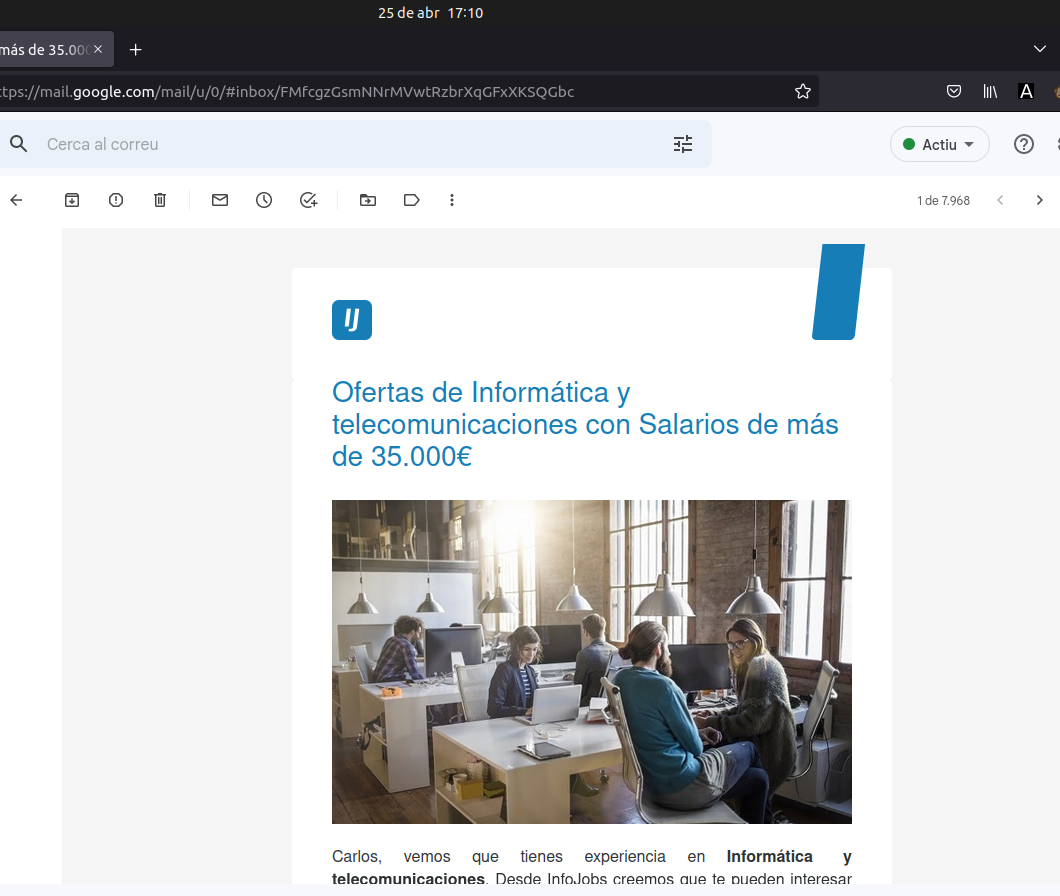 25 de abr 17:10
más de 35.00
ttps://mail.google.com/mail/u/0/#inbox/FMfcgzGsmNNrMVwtRzbrXqGFxXKSQGbc
A
Cerca al correu
Actiu
1 de 7.968
IJ
Ofertas de Informática y
telecomunicaciones con Salarios de más
de 35.000€
Carlos, vemos que tienes experiencia en Informática y
telecomunicaciones. Desde InfoJobs creemos que te pueden interesar